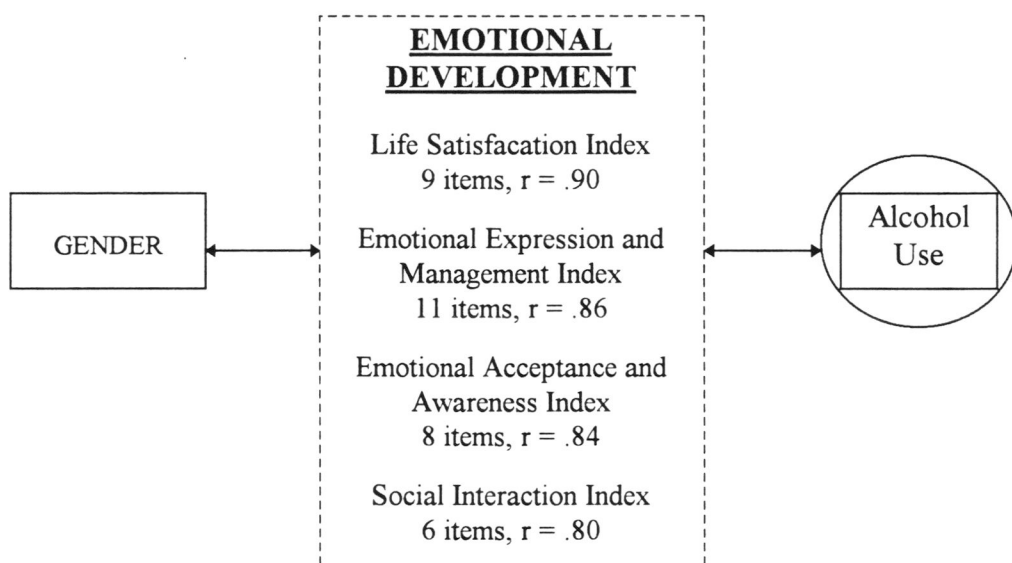 EMOTIONAL
DEVELOPMENT
Life Satisfacation Index
9 items, r = .90
GENDER
Emotional Expression and
Management Index
11 items, r = .86
Alcohol
Use
Emotional Acceptance and
Awareness Index
8 items, r = .84
Social Interaction Index
6 items, r = .80